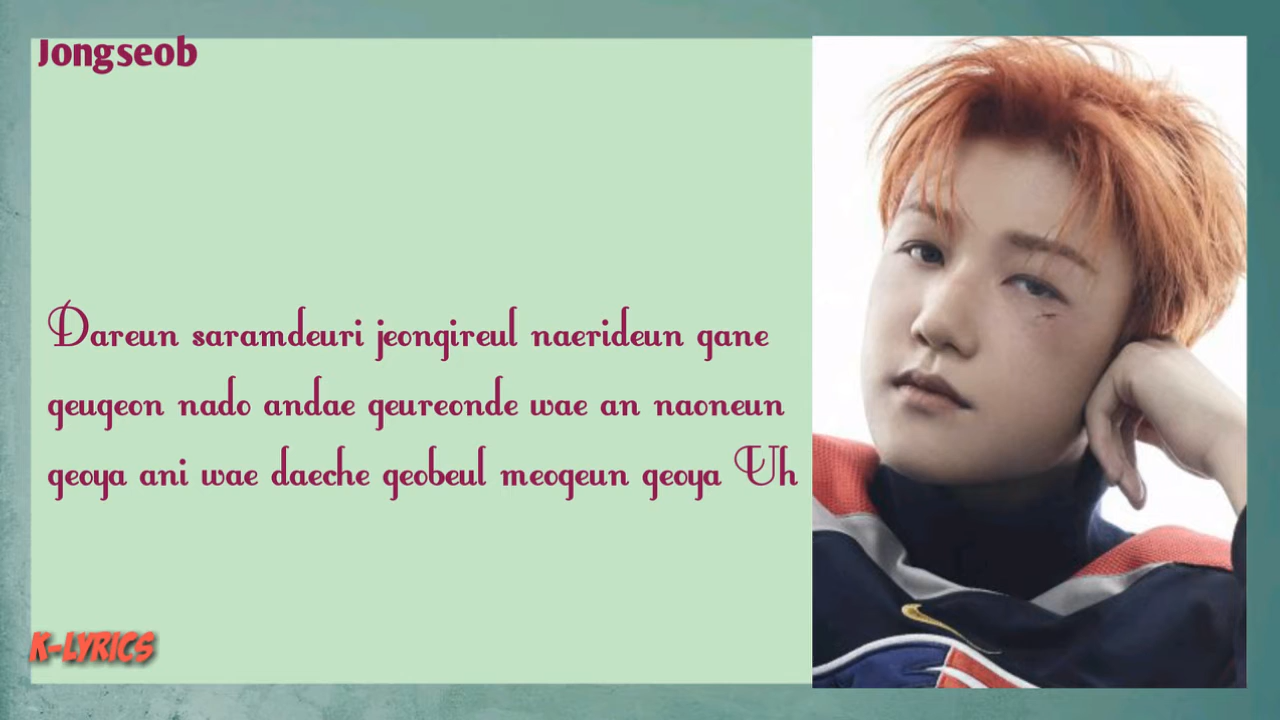 Jongseob
Dareun saramdeuri jeongireul naerideun gane
geugeon nado andae geureonde wae an naoneun
geoya ani wae daeche geobeul meogeun geoya Uh
K-LYRICS